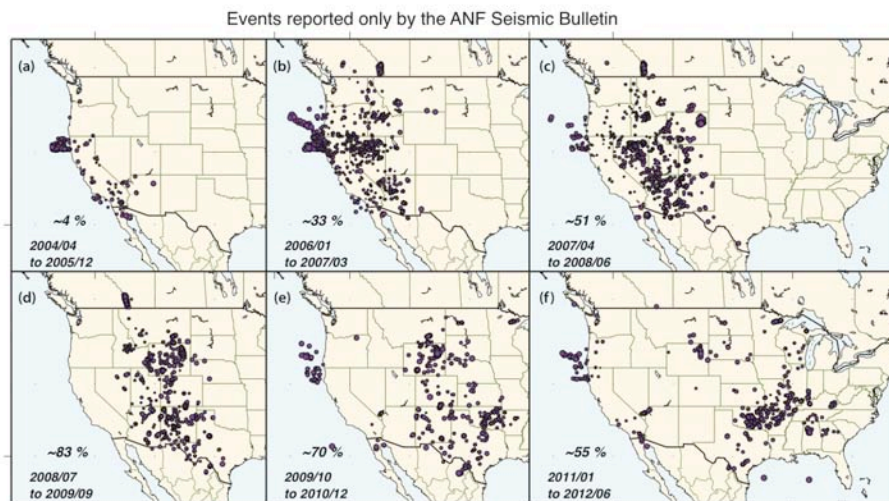 Events reported only by the ANF Seismic Bulletin
(a)
~4 %
2004/04
to 2005/12
(b)
~33 %
2006/01
to 2007/03
(c)
~51 %
2007/04
to 2008/06
(d)
~83 %
2008/07
to 2009/09
(e)
~70 %
2009/10
to 2010/12
(f)
~55 %
2011/01
to 2012/06